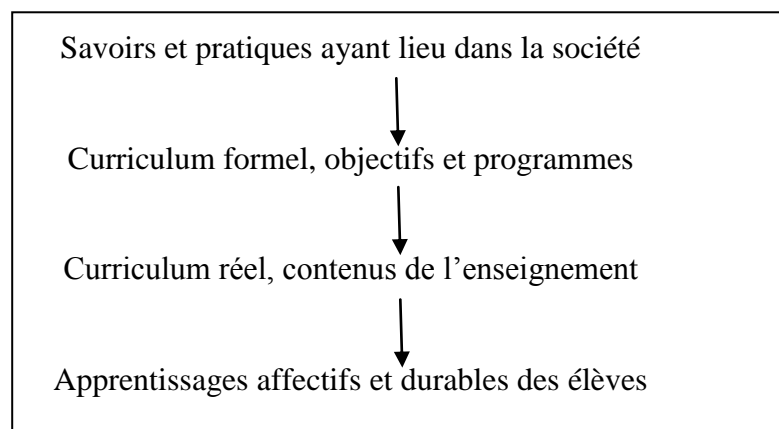 Savoirs et pratiques ayant lieu dans la société
Curriculum formel, objectifs et programmes
Curriculum réel, contenus de l’enseignement
Apprentissages affectifs et durables des élèves